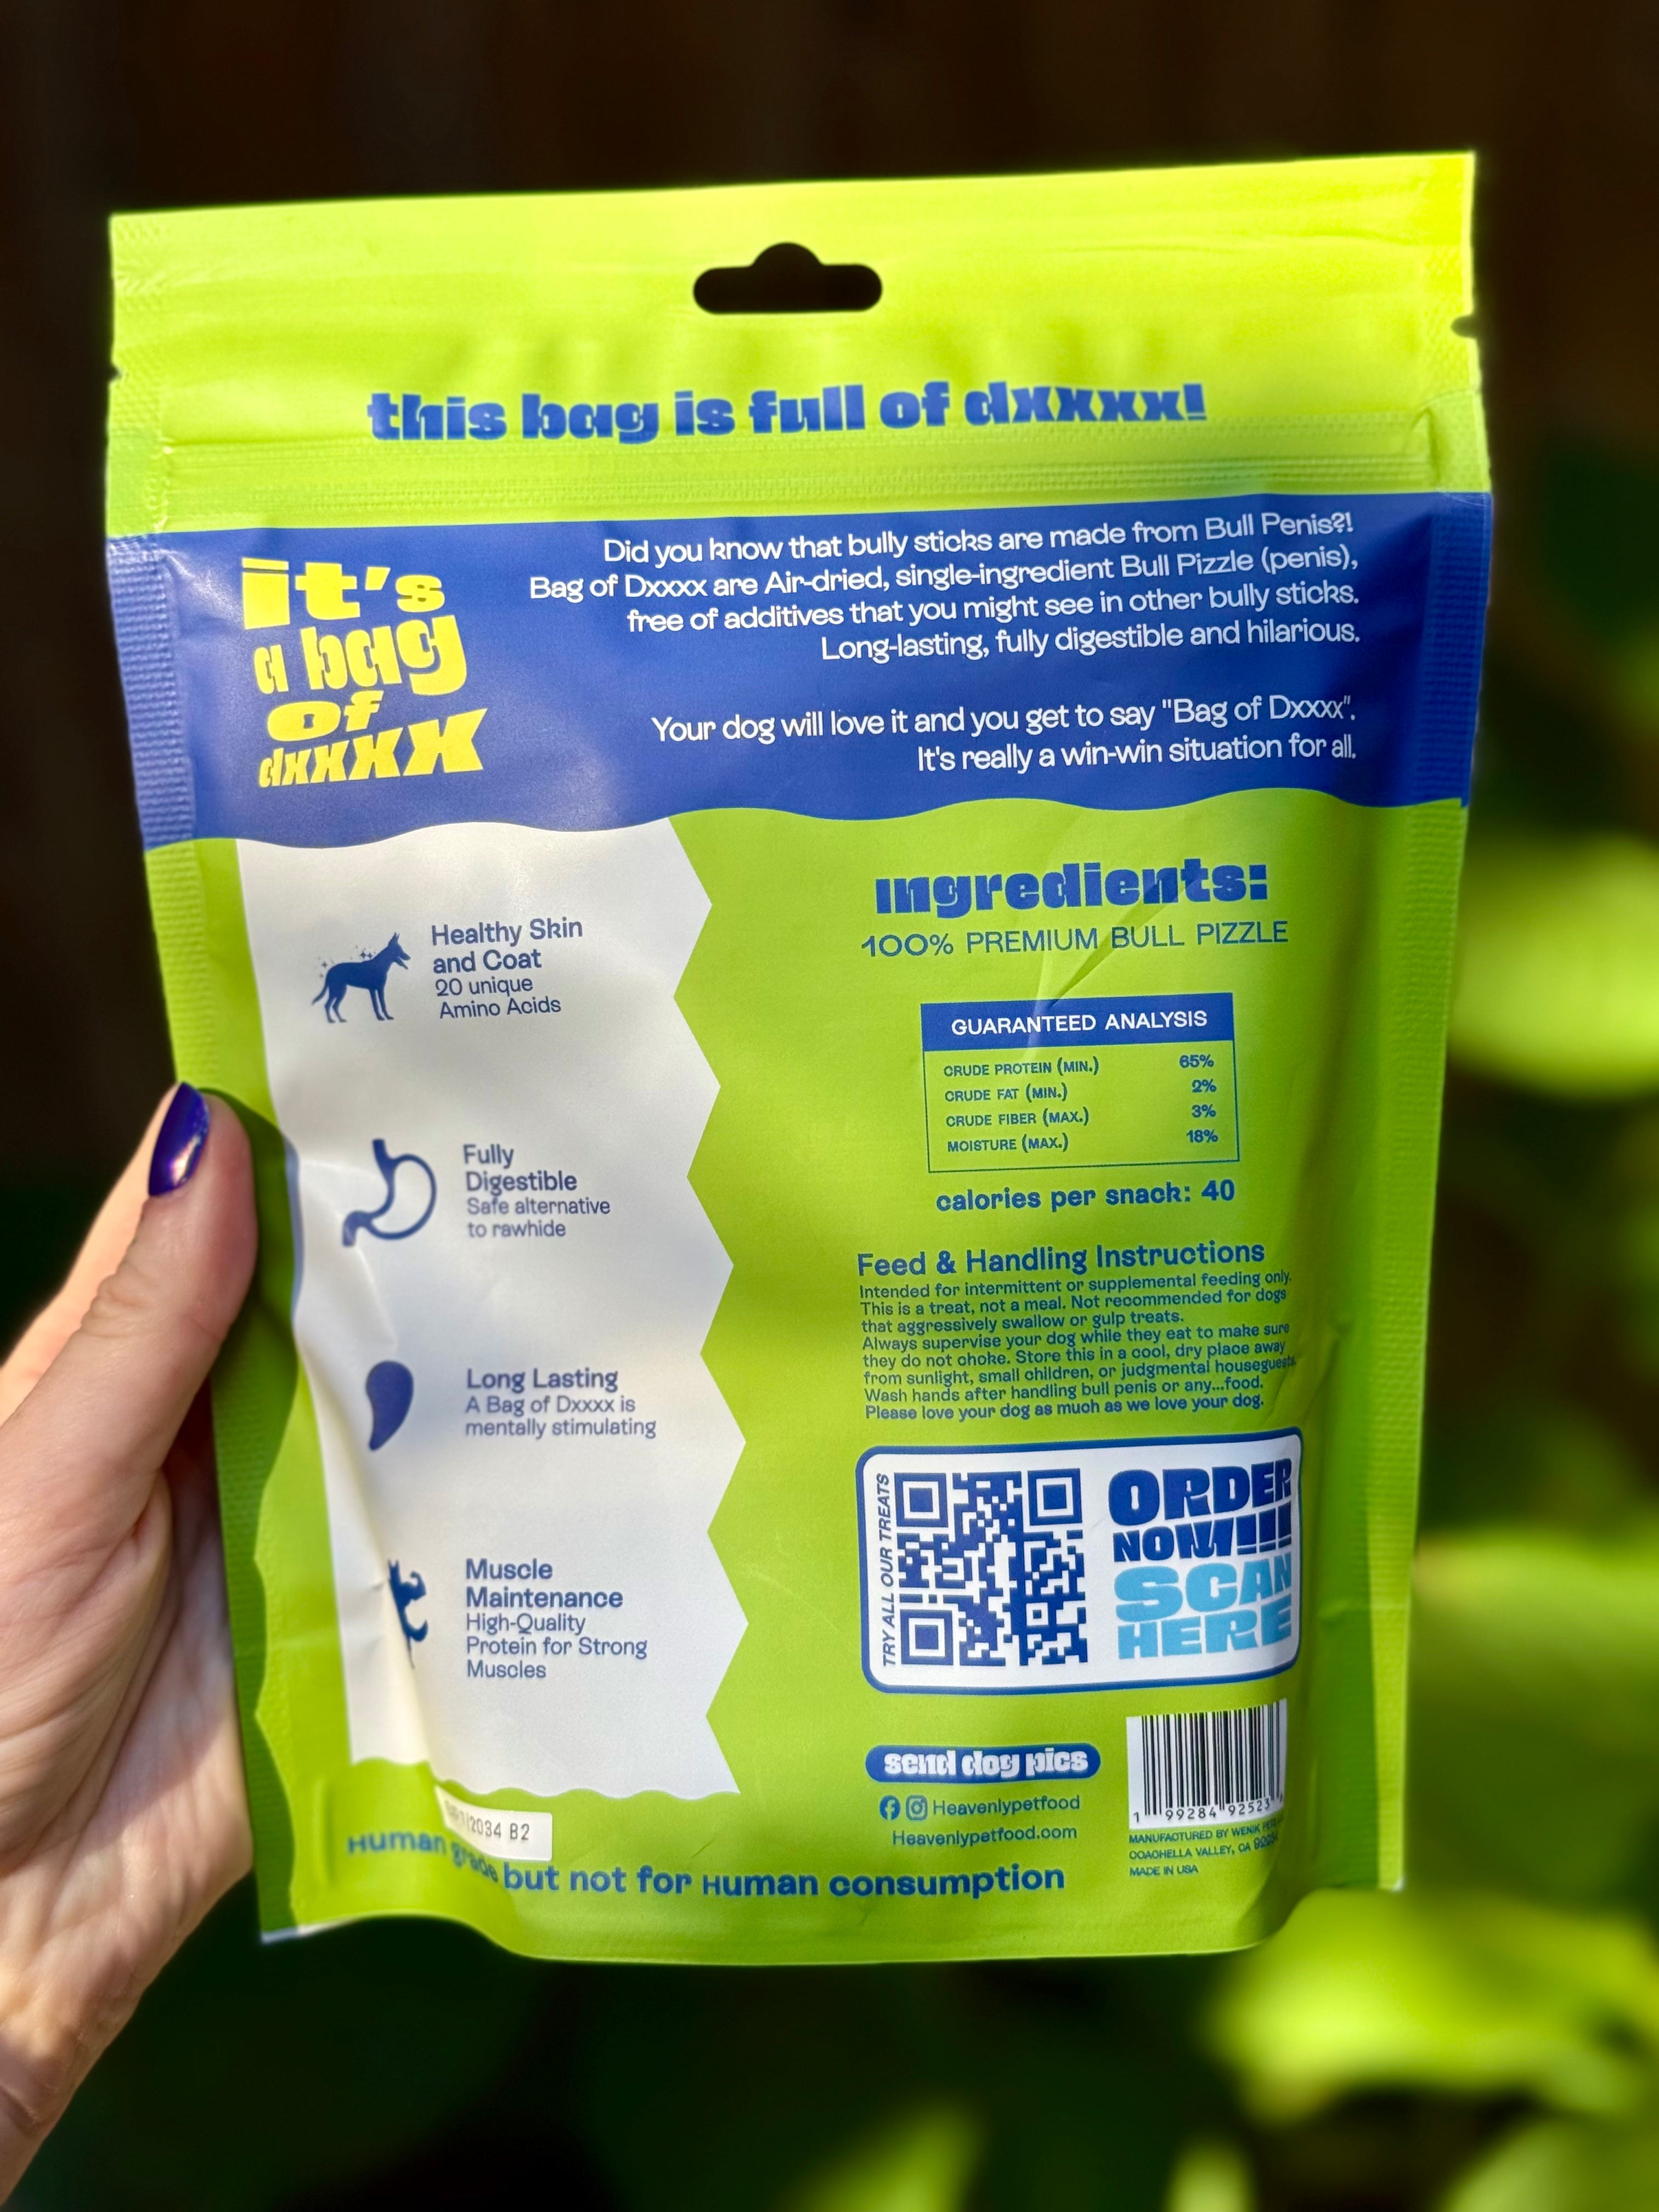 this bag is full of dxxxx!
it's
a bag
of
dxxxx
Did you know that bully sticks are made from Bull Penis?!
Bag of Dxxxx are Air-dried, single-ingredient Bull Pizzle (penis),
free of additives that you might see in other bully sticks.
Long-lasting, fully digestible and hilarious.
Your dog will love it and you get to say "Bag of Dxxxx".
It's really a win-win situation for all.
Healthy Skin
and Coat
20 unique
Amino Acids
Fully
Digestible
Safe alternative
to rawhide
Long Lasting
A Bag of Dxxxx is
mentally stimulating
Muscle
Maintenance
High-Quality
Protein for Strong
Muscles
Ingredients:
100% PREMIUM BULL PIZZLE
GUARANTEED ANALYSIS
CRUDE PROTEIN (MIN.) 65%
CRUDE FAT (MIN.) 2%
CRUDE FIBER (MAX.) 3%
MOISTURE (MAX.) 18%
calories per snack: 40
Feed & Handling Instructions
Intended for intermittent or supplemental feeding only.
This is a treat, not a meal. Not recommended for dogs
that aggressively swallow or gulp treats.
Always supervise your dog while they eat to make sure
they do not choke. Store this in a cool, dry place away
from sunlight, small children, or judgmental houseguests.
Wash hands after handling bull penis or any...food.
Please love your dog as much as we love your dog.
TRY ALL OUR TREATS
ORDER
NOW!!!!
SCAN
HERE
send dog pics
Heavenlypetfood
Heavenlypetfood.com
1 99284 92523
MANUFACTURED BY WENIK
COACHELLA VALLEY, CA
MADE IN USA
2034 B2
Human grade but not for Human consumption